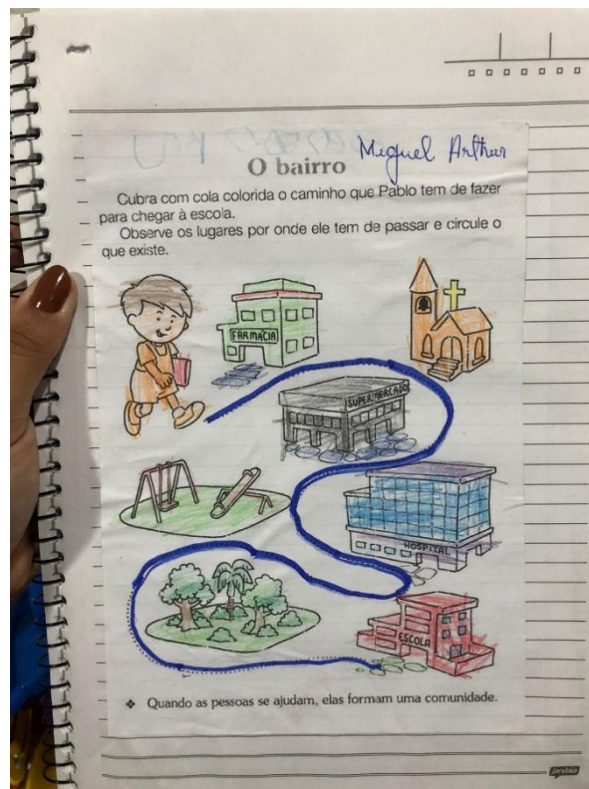 Miguel Arthur
O bairro
Cubra com cola colorida o caminho que Pablo tem de fazer
para chegar à escola.
Observe os lugares por onde ele tem de passar e circule o
que existe.
FARMÁCIA
SUPERMERCADO
HOSPITAL
ESCOLA
❖ Quando as pessoas se ajudam, elas formam uma comunidade.
jandaia